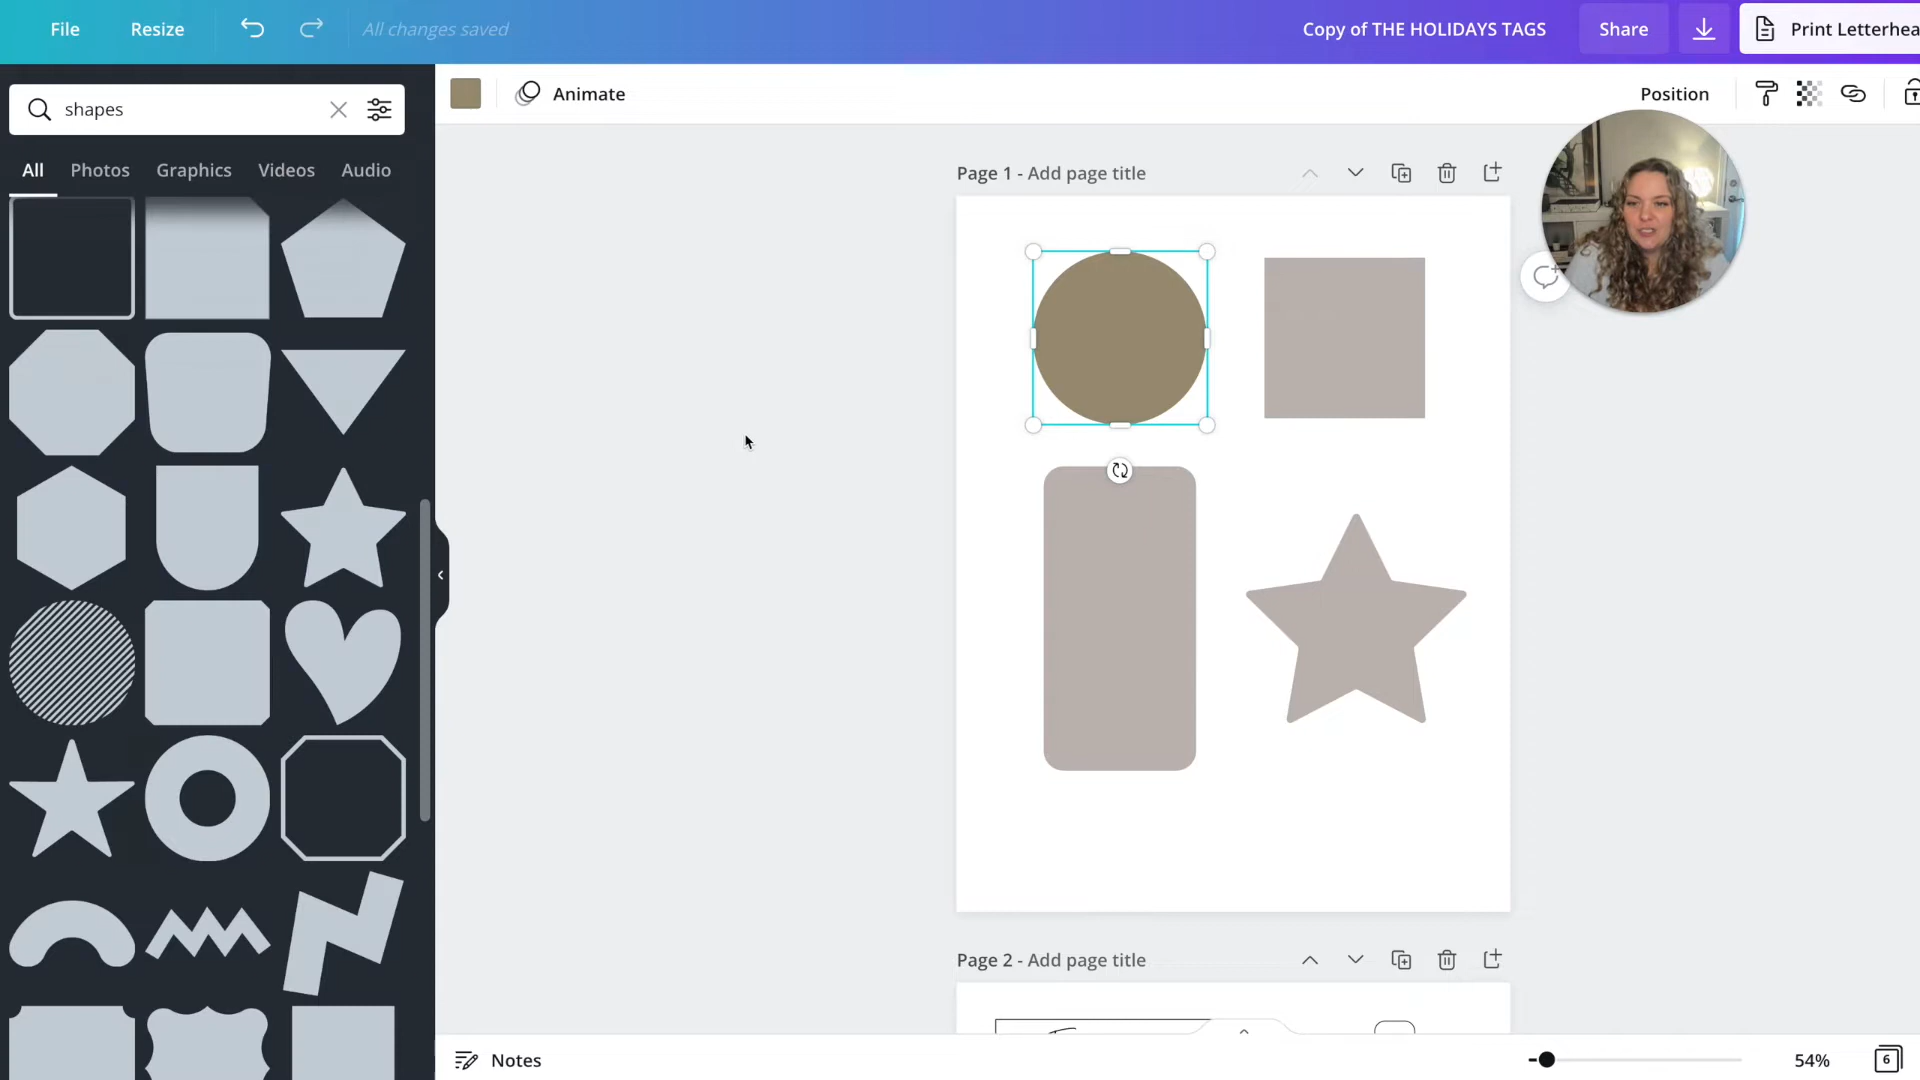 File
Resize
All changes saved
Copy of THE HOLIDAYS TAGS
Share
Print Letterhea
shapes
Animate
Position
All
Photos
Graphics
Videos
Audio
Page 1 - Add page title
Page 2 - Add page title
Notes
54%
6